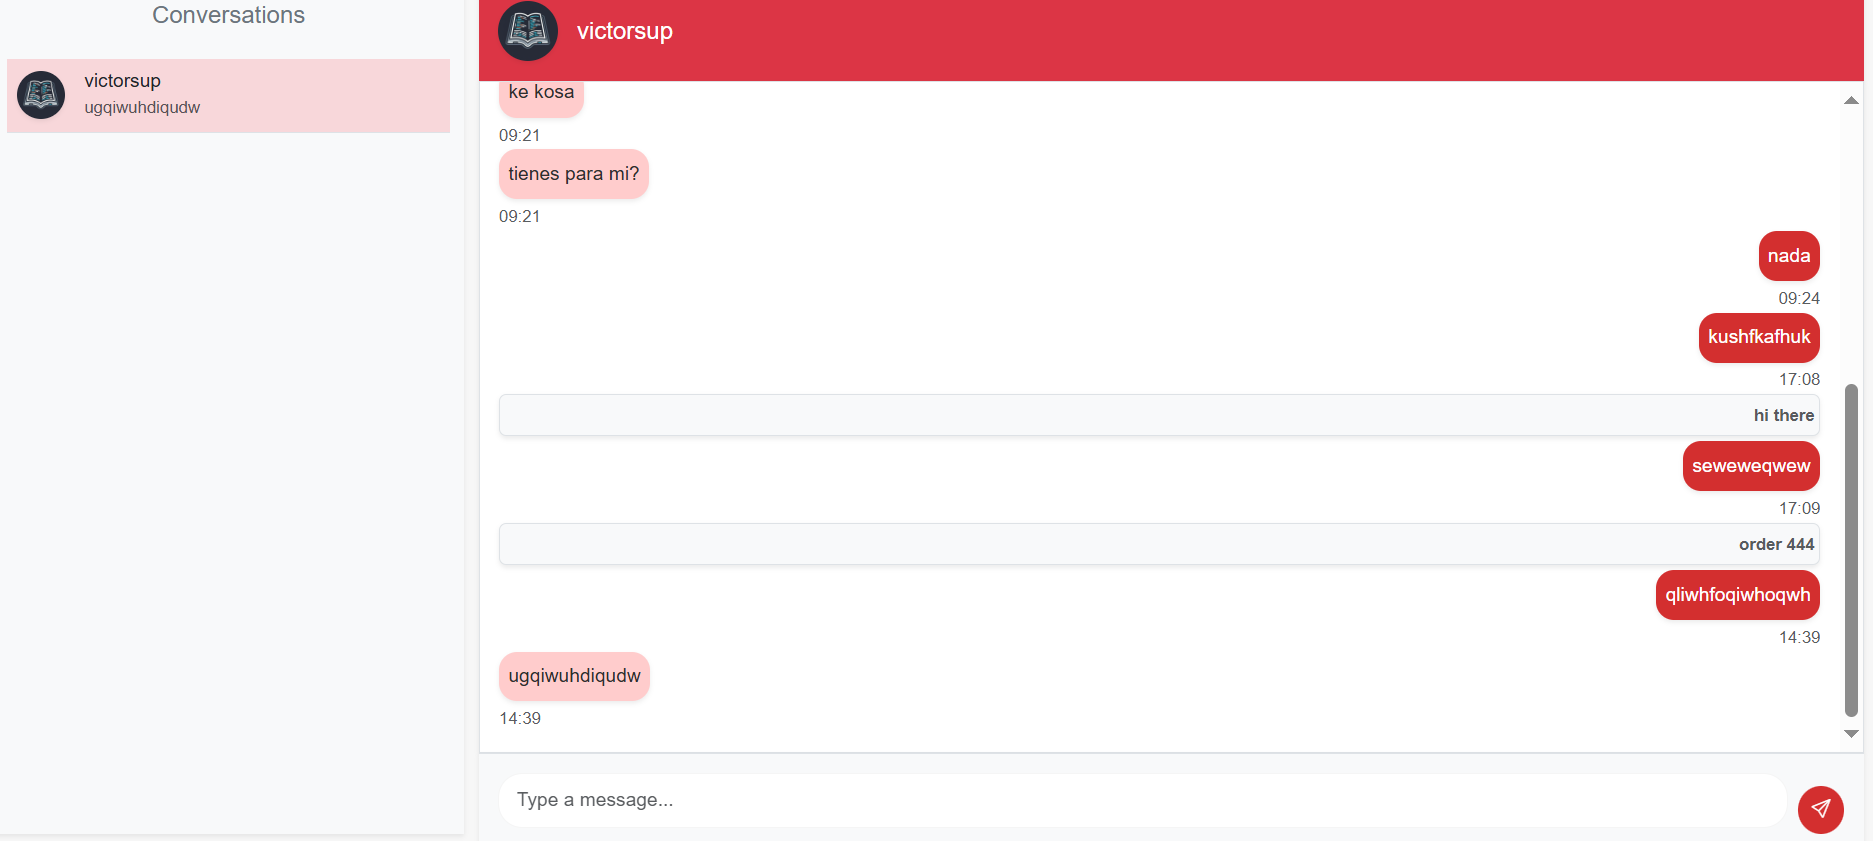 Conversations
victorsup
ugqiwuhdiqudw
victorsup
ke kosa
09:21
tienes para mi?
09:21
nada
09:24
kushfkafhuk
17:08
hi there
seweweqwew
17:09
order 444
qliwhfoqiwhoqwh
14:39
ugqiwuhdiqudw
14:39
Type a message...